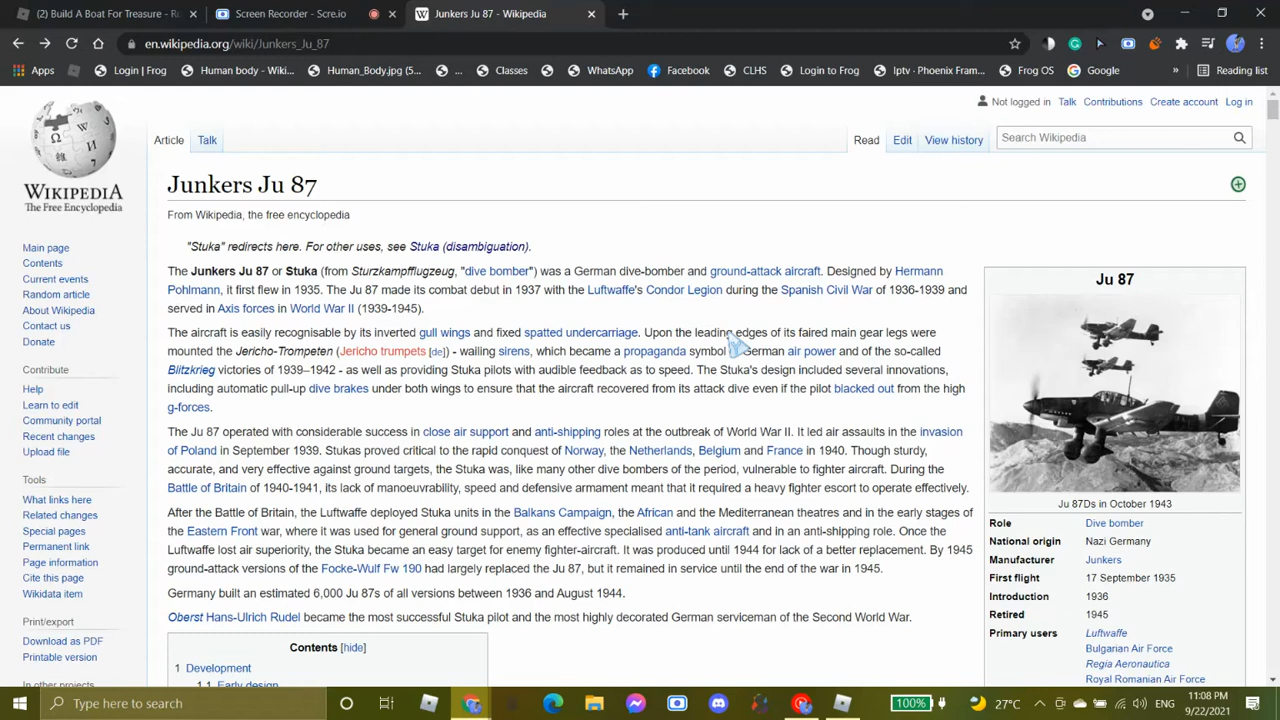 (2) Build A Boat For Treasure - Ro
Screen Recorder - Scre.io
Junkers Ju 87 - Wikipedia
en.wikipedia.org/wiki/Junkers_Ju_87
Apps
Login | Frog
Human body - Wiki...
Human_Body.jpg (5...
...
Classes
WhatsApp
Facebook
CLHS
Login to Frog
Iptv · Phoenix Fram...
Frog OS
Google
»
Reading list
Not logged in Talk Contributions Create account Log in
Article Talk
Read Edit View history
Search Wikipedia
WIKIPEDIA
The Free Encyclopedia
Main page
Contents
Current events
Random article
About Wikipedia
Contact us
Donate
Contribute
Help
Learn to edit
Community portal
Recent changes
Upload file
Tools
What links here
Related changes
Special pages
Permanent link
Page information
Cite this page
Wikidata item
Print/export
Download as PDF
Printable version
In other projects
Junkers Ju 87
From Wikipedia, the free encyclopedia
"Stuka" redirects here. For other uses, see Stuka (disambiguation).
The Junkers Ju 87 or Stuka (from Sturzkampfflugzeug, "dive bomber") was a German dive-bomber and ground-attack aircraft. Designed by Hermann
Pohlmann, it first flew in 1935. The Ju 87 made its combat debut in 1937 with the Luftwaffe's Condor Legion during the Spanish Civil War of 1936-1939 and
served in Axis forces in World War II (1939-1945).
The aircraft is easily recognisable by its inverted gull wings and fixed spatted undercarriage. Upon the leading edges of its faired main gear legs were
mounted the Jericho-Trompeten (Jericho trumpets [de]) - wailing sirens, which became a propaganda symbol German air power and of the so-called
Blitzkrieg victories of 1939–1942 - as well as providing Stuka pilots with audible feedback as to speed. The Stuka's design included several innovations,
including automatic pull-up dive brakes under both wings to ensure that the aircraft recovered from its attack dive even if the pilot blacked out from the high
g-forces.
The Ju 87 operated with considerable success in close air support and anti-shipping roles at the outbreak of World War II. It led air assaults in the invasion
of Poland in September 1939. Stukas proved critical to the rapid conquest of Norway, the Netherlands, Belgium and France in 1940. Though sturdy,
accurate, and very effective against ground targets, the Stuka was, like many other dive bombers of the period, vulnerable to fighter aircraft. During the
Battle of Britain of 1940-1941, its lack of manoeuvrability, speed and defensive armament meant that it required a heavy fighter escort to operate effectively.
After the Battle of Britain, the Luftwaffe deployed Stuka units in the Balkans Campaign, the African and the Mediterranean theatres and in the early stages of
the Eastern Front war, where it was used for general ground support, as an effective specialised anti-tank aircraft and in an anti-shipping role. Once the
Luftwaffe lost air superiority, the Stuka became an easy target for enemy fighter-aircraft. It was produced until 1944 for lack of a better replacement. By 1945
ground-attack versions of the Focke-Wulf Fw 190 had largely replaced the Ju 87, but it remained in service until the end of the war in 1945.
Germany built an estimated 6,000 Ju 87s of all versions between 1936 and August 1944.
Oberst Hans-Ulrich Rudel became the most successful Stuka pilot and the most highly decorated German serviceman of the Second World War.
Contents [hide]
1 Development
1.1 Early design
Ju 87
Ju 87Ds in October 1943
Role Dive bomber
National origin Nazi Germany
Manufacturer Junkers
First flight 17 September 1935
Introduction 1936
Retired 1945
Primary users Luftwaffe
Bulgarian Air Force
Regia Aeronautica
Royal Romanian Air Force
Type here to search
100%
27°C
11:08 PM
9/22/2021